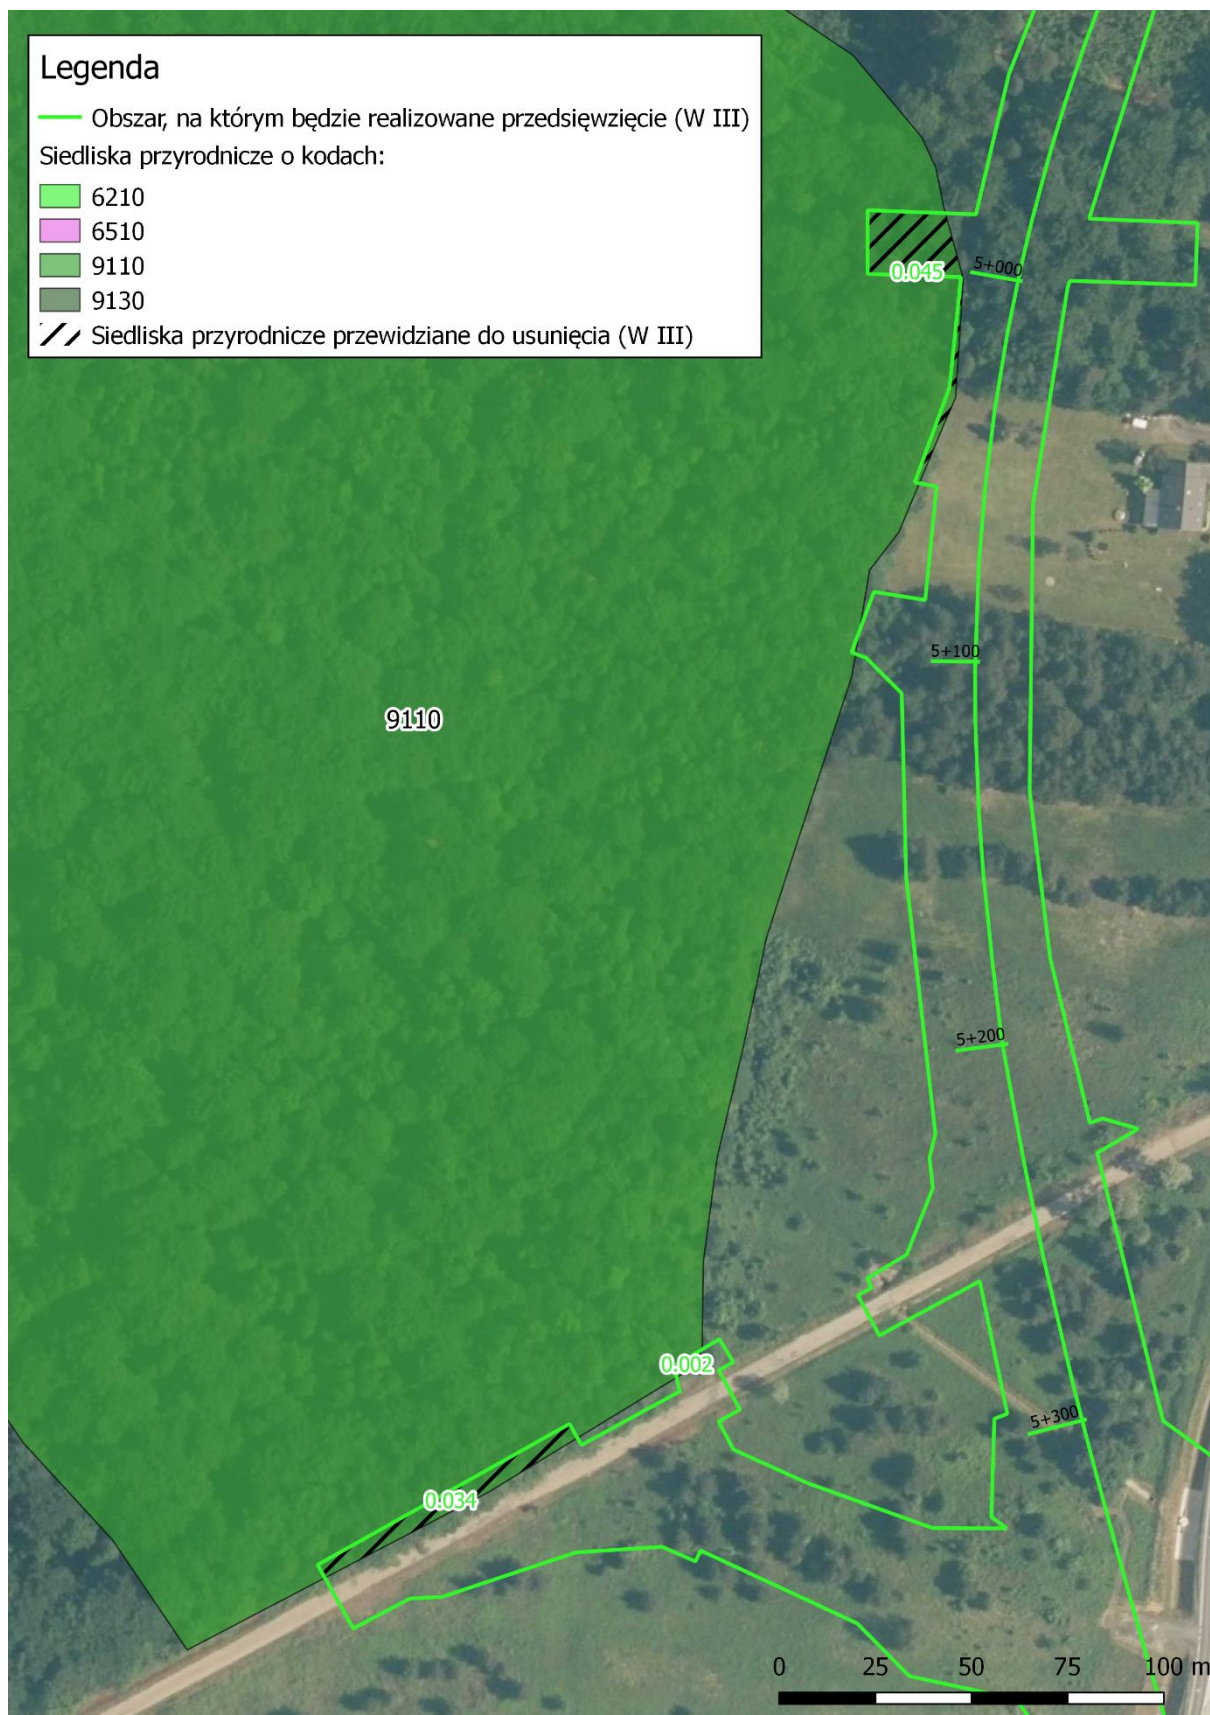 Legenda
Obszar, na którym będzie realizowane przedsięwzięcie (W III)
Siedliska przyrodnicze o kodach:
6210
6510
9110
9130
Siedliska przyrodnicze przewidziane do usunięcia (W III)
0.045
5+000
5+100
9110
5+200
0.002
5+300
0.034
0 25 50 75 100 m